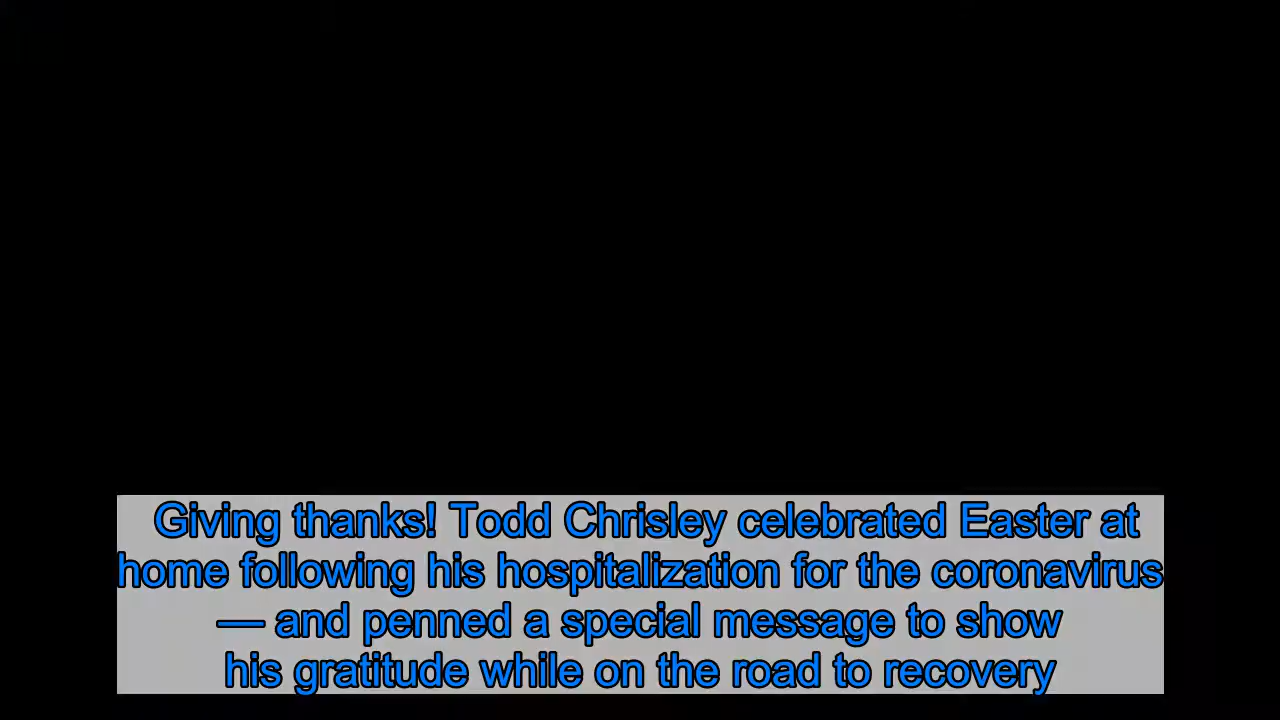 Giving thanks! Todd Chrisley celebrated Easter at
home following his hospitalization for the coronavirus
— and penned a special message to show
his gratitude while on the road to recovery